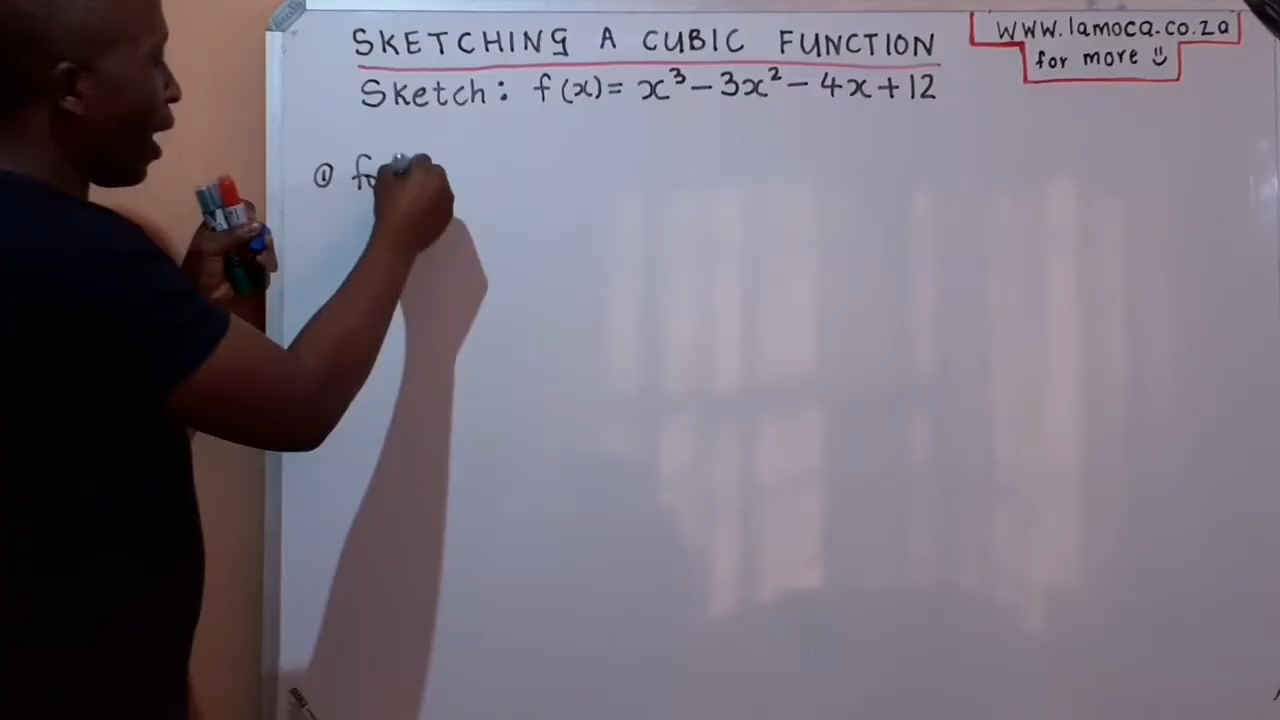 SKETCHING A CUBIC FUNCTION
www.lamoca.co.za
for more
Sketch: f(x)= x³-3x²-4x+12
①